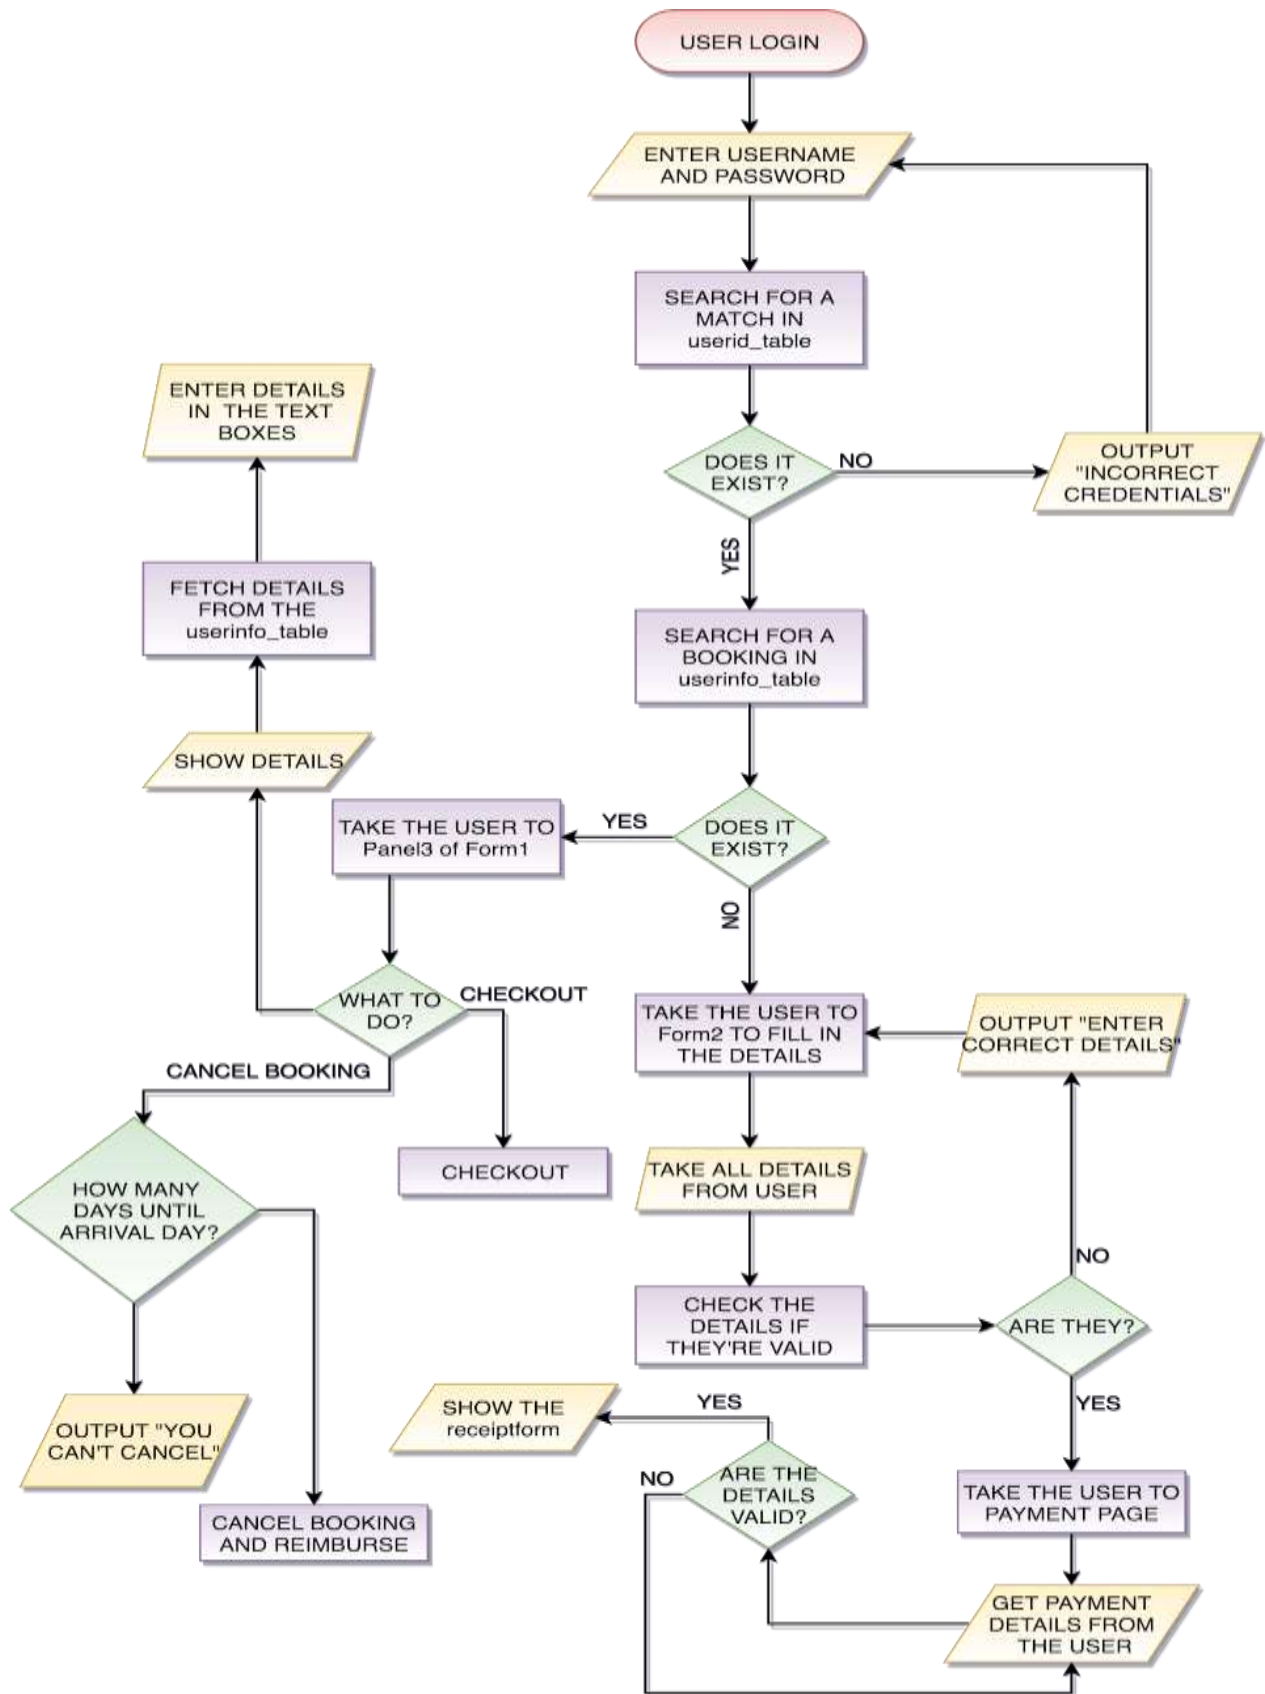 USER LOGIN
ENTER USERNAME
AND PASSWORD
SEARCH FOR A
MATCH IN
userid_table
DOES IT
EXIST?
NO
OUTPUT
"INCORRECT
CREDENTIALS"
YES
SEARCH FOR A
BOOKING IN
userinfo_table
DOES IT
EXIST?
YES
TAKE THE USER TO
Panel3 of Form1
WHAT TO
DO?
SHOW DETAILS
FETCH DETAILS
FROM THE
userinfo_table
ENTER DETAILS
IN THE TEXT
BOXES
CHECKOUT
CHECKOUT
CANCEL BOOKING
HOW MANY
DAYS UNTIL
ARRIVAL DAY?
OUTPUT "YOU
CAN'T CANCEL"
CANCEL BOOKING
AND REIMBURSE
NO
TAKE THE USER TO
Form2 TO FILL IN
THE DETAILS
TAKE ALL DETAILS
FROM USER
CHECK THE
DETAILS IF
THEY'RE VALID
ARE THEY?
NO
OUTPUT "ENTER
CORRECT DETAILS"
YES
TAKE THE USER TO
PAYMENT PAGE
GET PAYMENT
DETAILS FROM
THE USER
ARE THE
DETAILS
VALID?
NO
YES
SHOW THE
receiptform